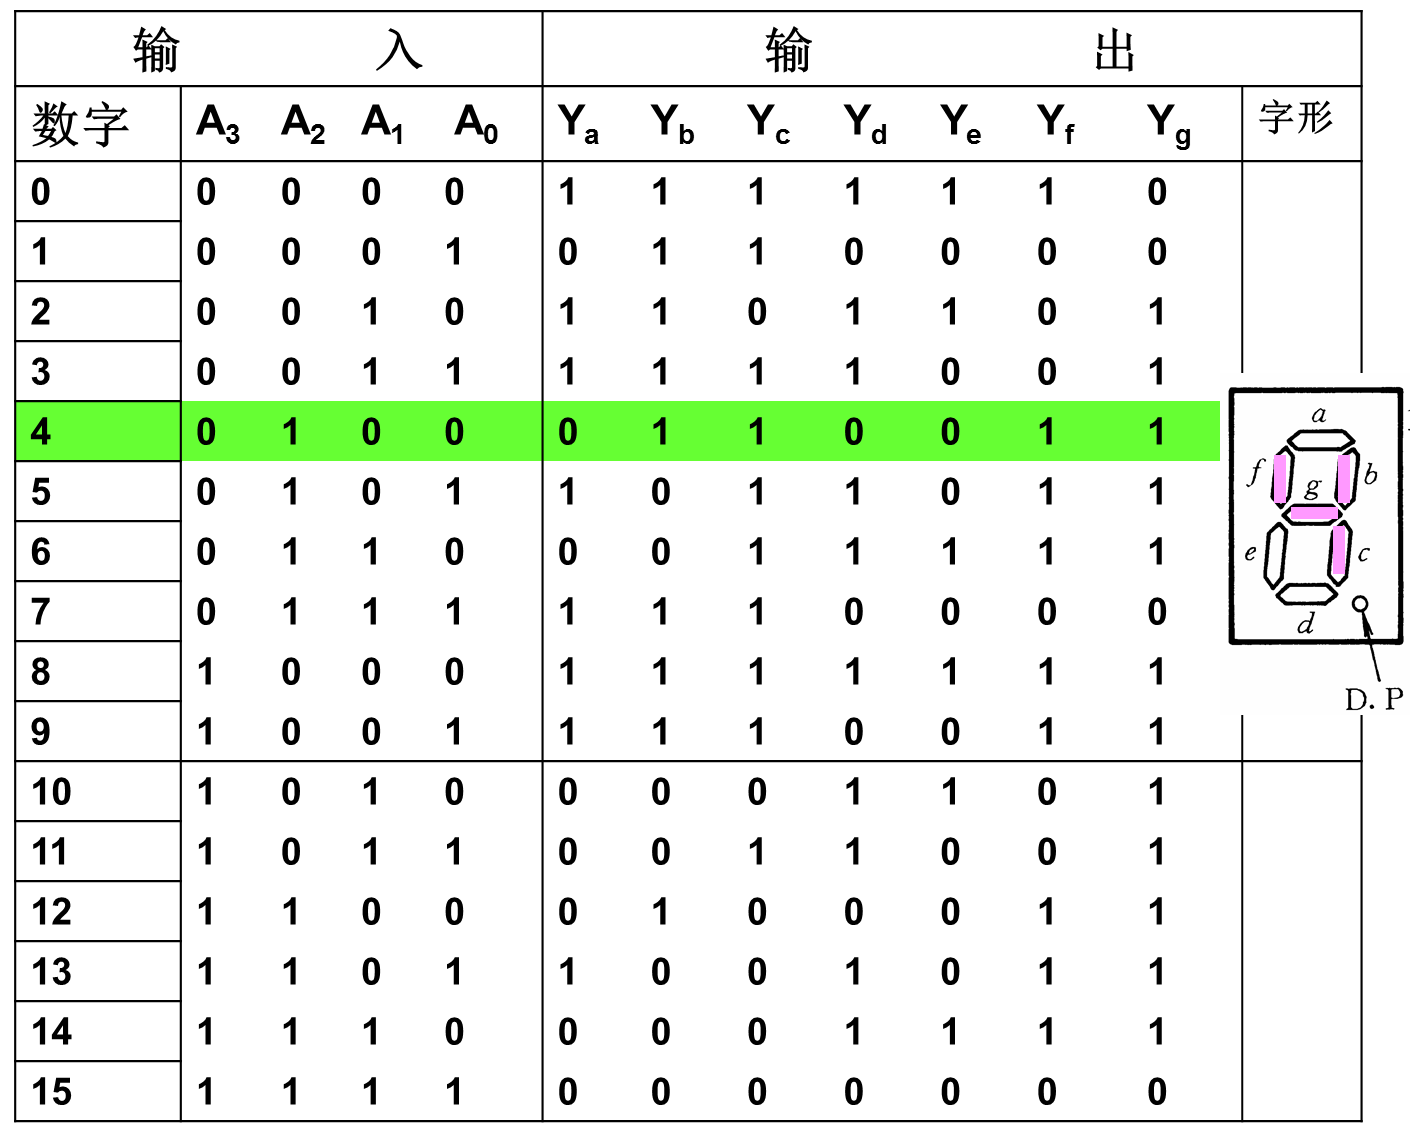 输 入 输 出
数字 A3 A2 A1 A0 Ya Yb Yc Yd Ye Yf Yg 字形
0 0 0 0 0 1 1 1 1 1 1 0
1 0 0 0 1 0 1 1 0 0 0 0
2 0 0 1 0 1 1 0 1 1 0 1
3 0 0 1 1 1 1 1 1 0 0 1
4 0 1 0 0 0 1 1 0 0 1 1
5 0 1 0 1 1 0 1 1 0 1 1
6 0 1 1 0 0 0 1 1 1 1 1
7 0 1 1 1 1 1 1 0 0 0 0
8 1 0 0 0 1 1 1 1 1 1 1
9 1 0 0 1 1 1 1 0 0 1 1
10 1 0 1 0 0 0 0 1 1 0 1
11 1 0 1 1 0 0 1 1 0 0 1
12 1 1 0 0 0 1 0 0 0 1 1
13 1 1 0 1 1 0 0 1 0 1 1
14 1 1 1 0 0 0 0 1 1 1 1
15 1 1 1 1 0 0 0 0 0 0 0
a
f b
g
e c
d
D. P